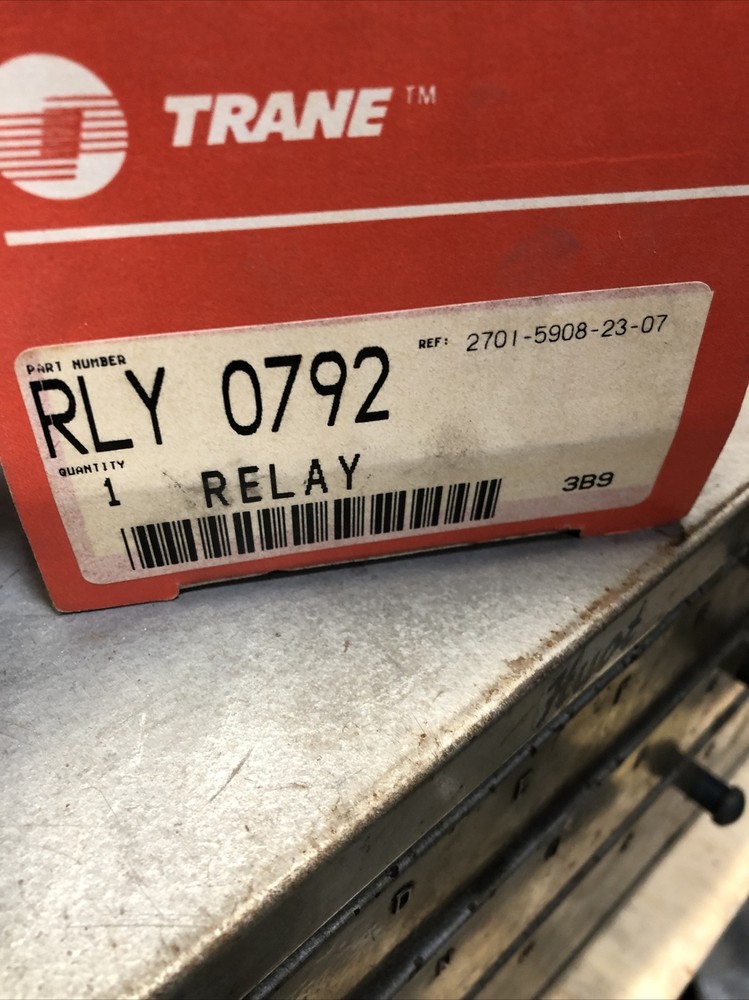 TRANE™
PART NUMBER
REF: 2701-5908-23-07
RLY 0792
QUANTITY
1 RELAY
3B9